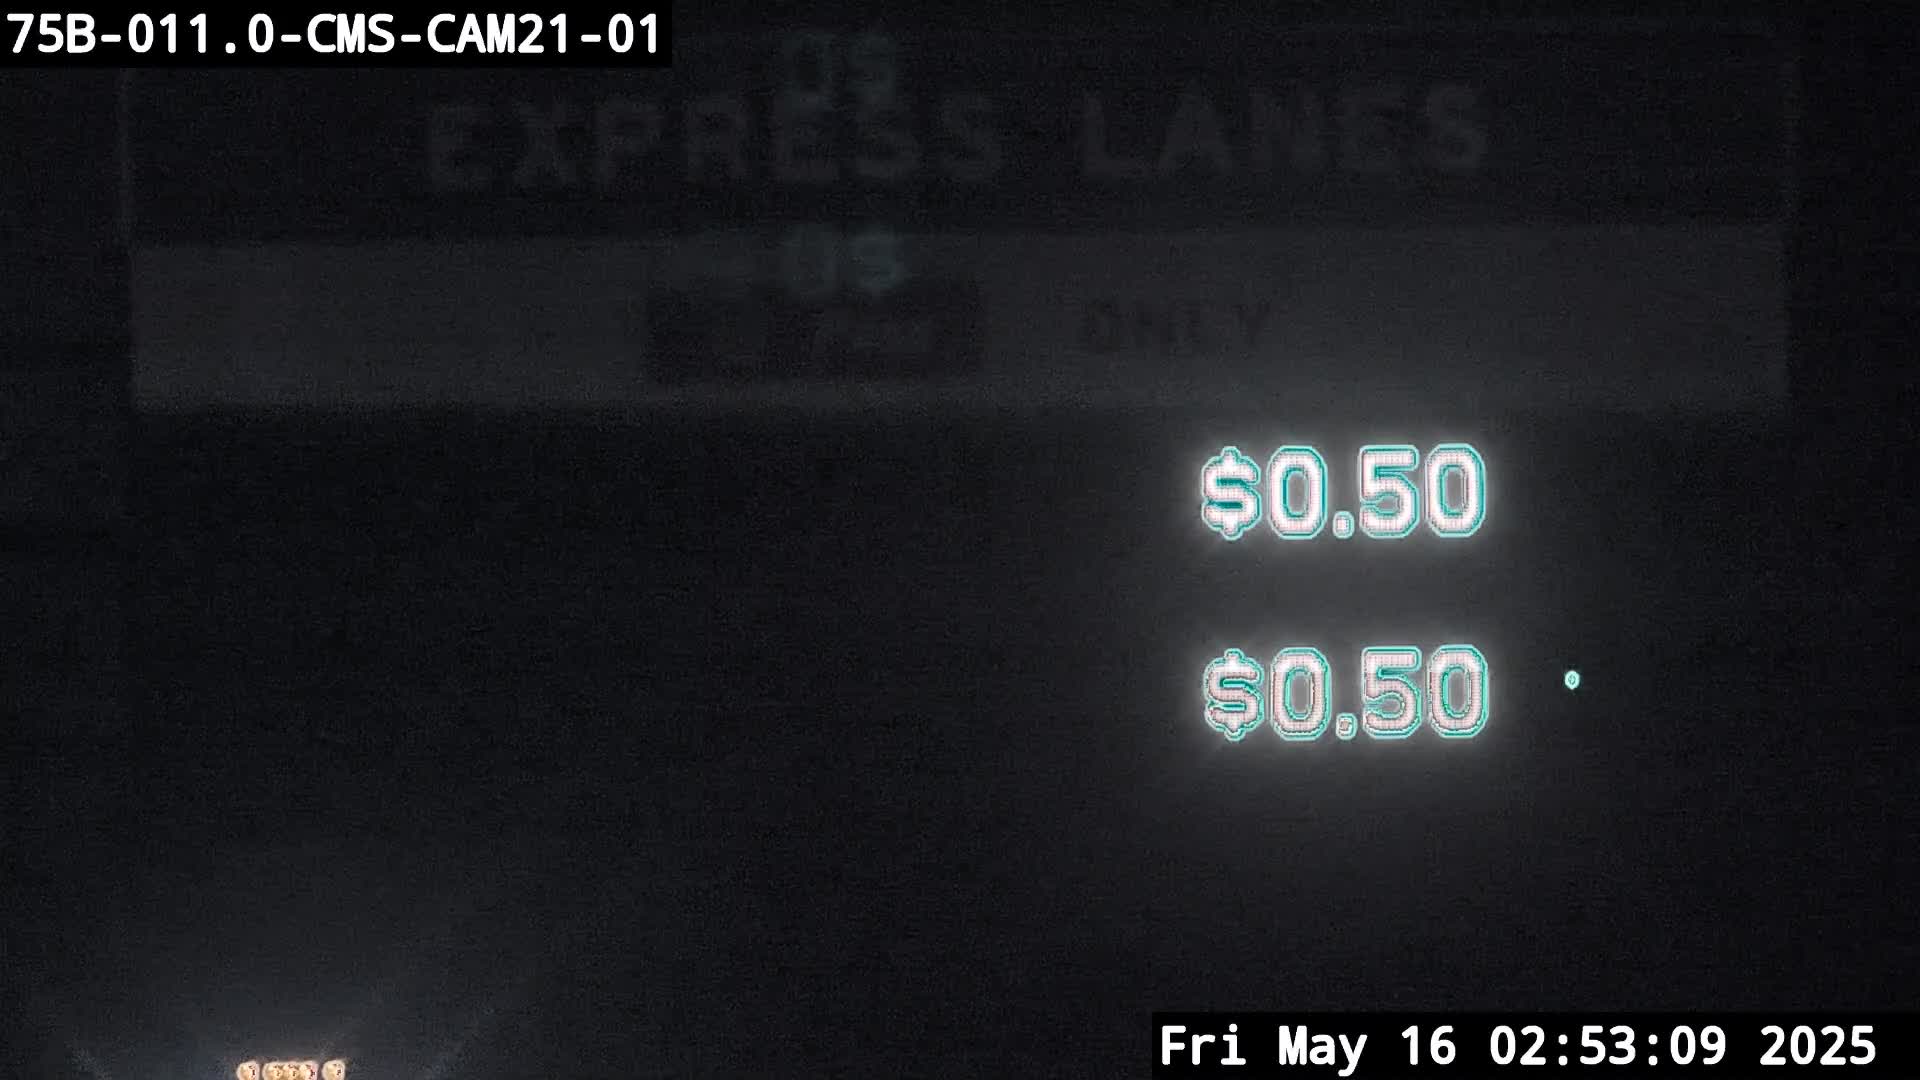 75B-011.0-CMS-CAM21-01
EXPRESS LANES
ONLY
$0.50
$0.50
Fri May 16 02:53:09 2025